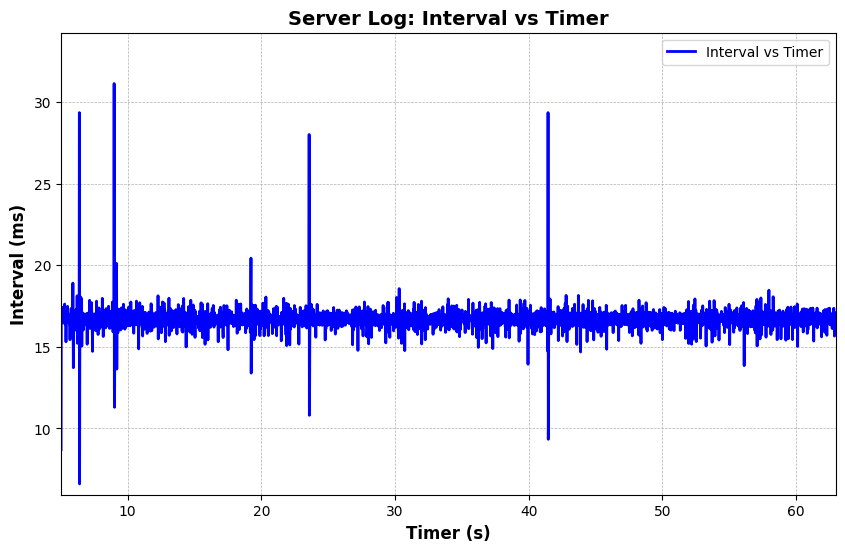 Server Log: Interval vs Timer
Interval vs Timer
30
25
20
15
10
Interval (ms)
10 20 30 40 50 60
Timer (s)